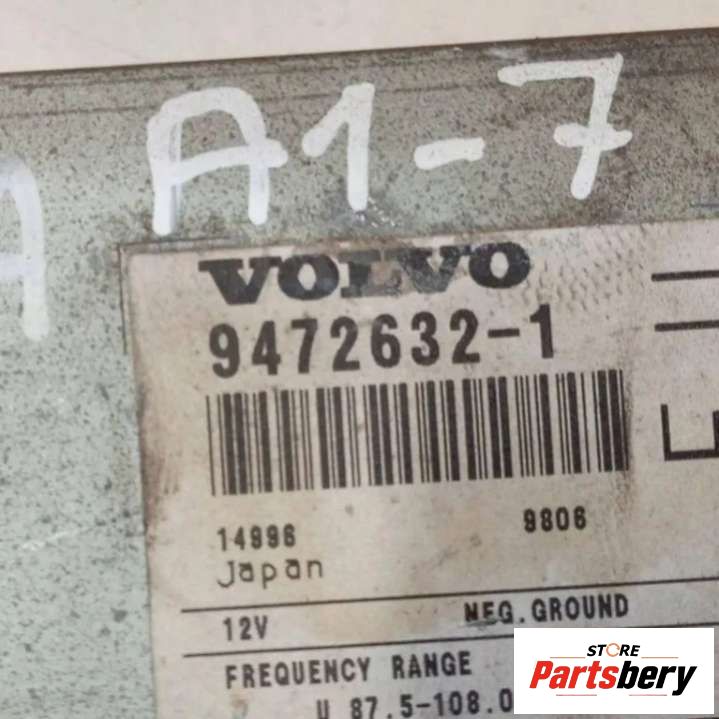 A A1-7
VOLVO
9472632-1
14996 9806
Japan
12V NEG.GROUND
FREQUENCY RANGE
U 87.5-108.0
STORE
Partsbery